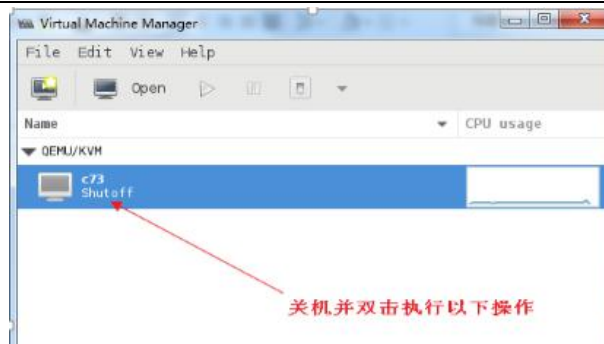 Virtual Machine Manager
File Edit View Help
Open
Name CPU usage
QEMU/KVM
c73
Shutoff
关机并双击执行以下操作